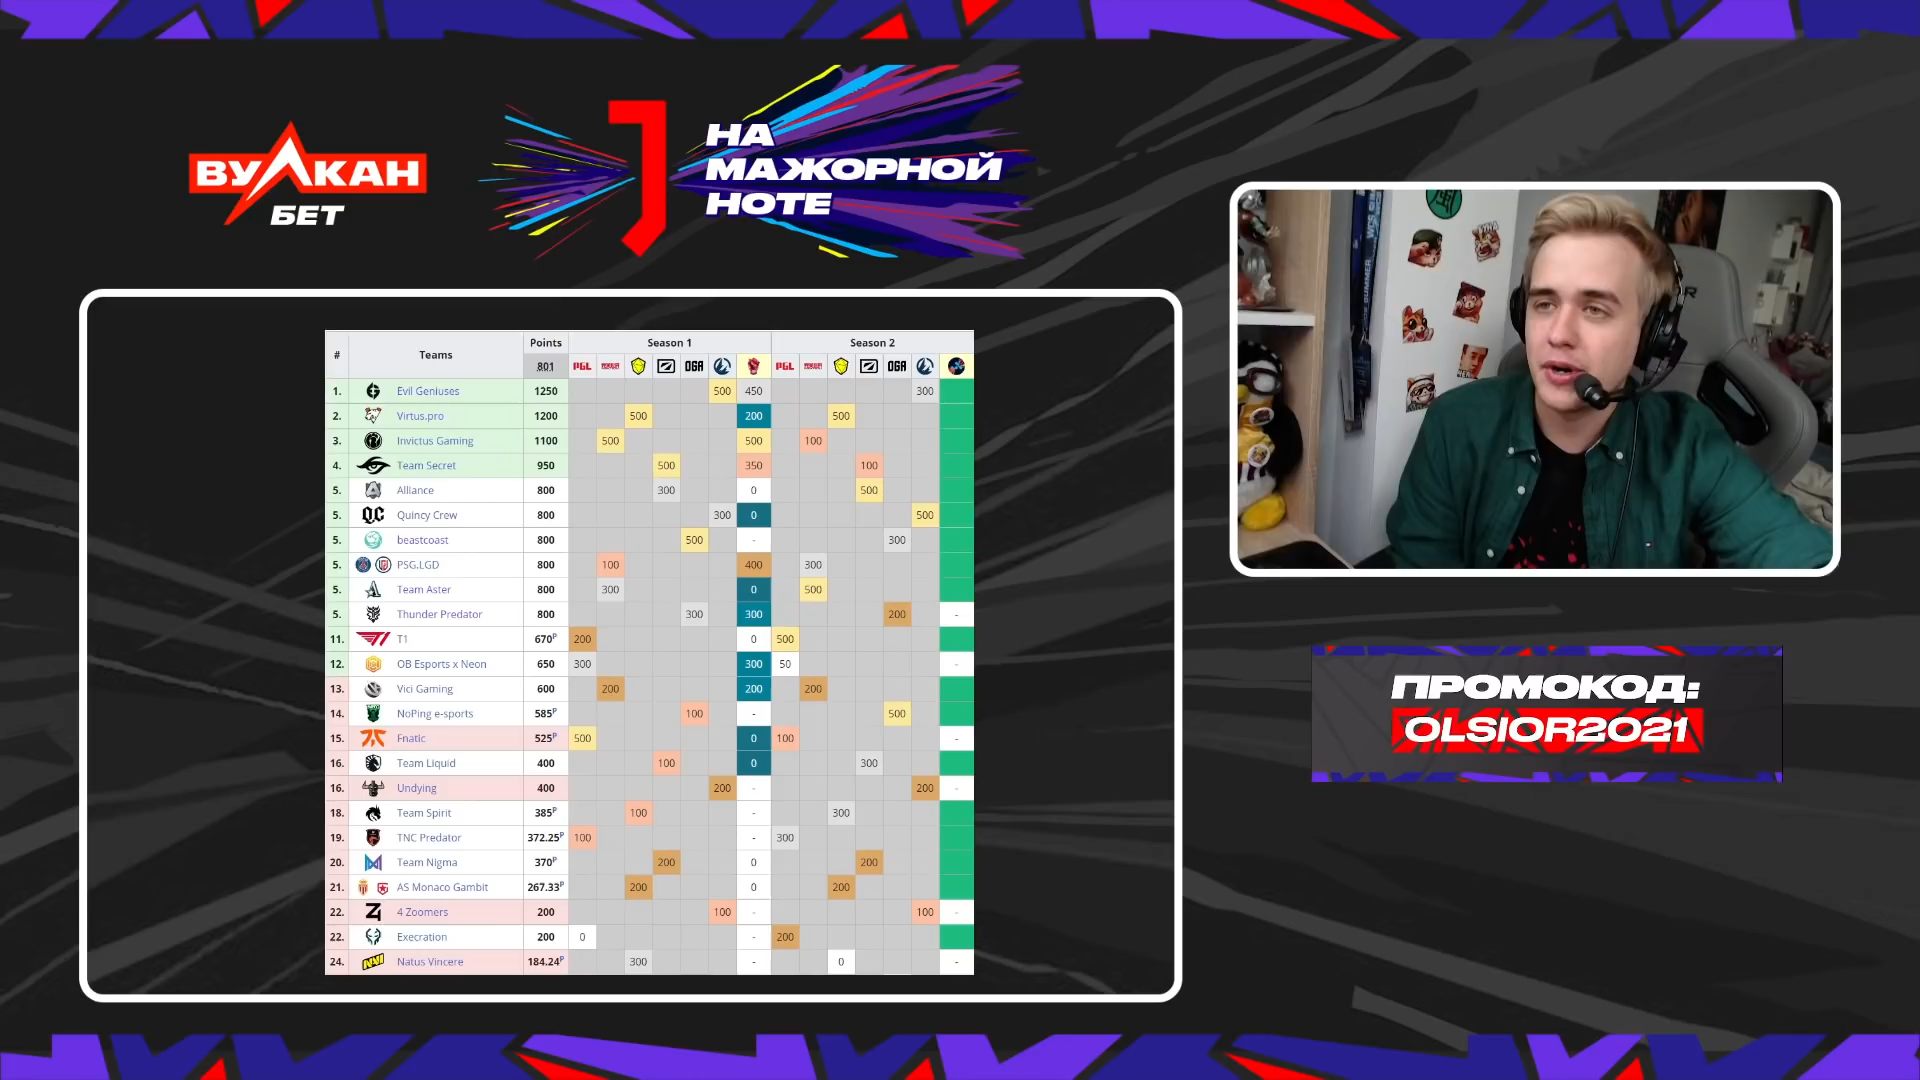 ВУЛКАН
БЕТ
НА
МАЖОРНОЙ
НОТЕ
# Teams Points Season 1 Season 2
801 PGL OGA PGL OGA
1. Evil Geniuses 1250 500 450 300
2. Virtus.pro 1200 500 200 500
3. Invictus Gaming 1100 500 500 100
4. Team Secret 950 500 350 100
5. Alliance 800 300 0 500
5. Quincy Crew 800 300 0 500
5. beastcoast 800 500 - 300
5. PSG.LGD 800 100 400 300
5. Team Aster 800 300 0 500
5. Thunder Predator 800 300 300 200 -
11. T1 670P 200 0 500
12. OB Esports x Neon 650 300 300 50 -
13. Vici Gaming 600 200 200 200
14. NoPing e-sports 585P 100 - 500
15. Fnatic 525P 500 0 100 -
16. Team Liquid 400 100 0 300
16. Undying 400 200 - 200 -
18. Team Spirit 385P 100 - 300
19. TNC Predator 372.25P 100 - 300
20. Team Nigma 370P 200 0 200
21. AS Monaco Gambit 267.33P 200 0 200
22. 4 Zoomers 200 100 - 100 -
22. Execration 200 0 - 200
24. Natus Vincere 184.24P 300 - 0 -
ПРОМОКОД:
OLSIOR2021